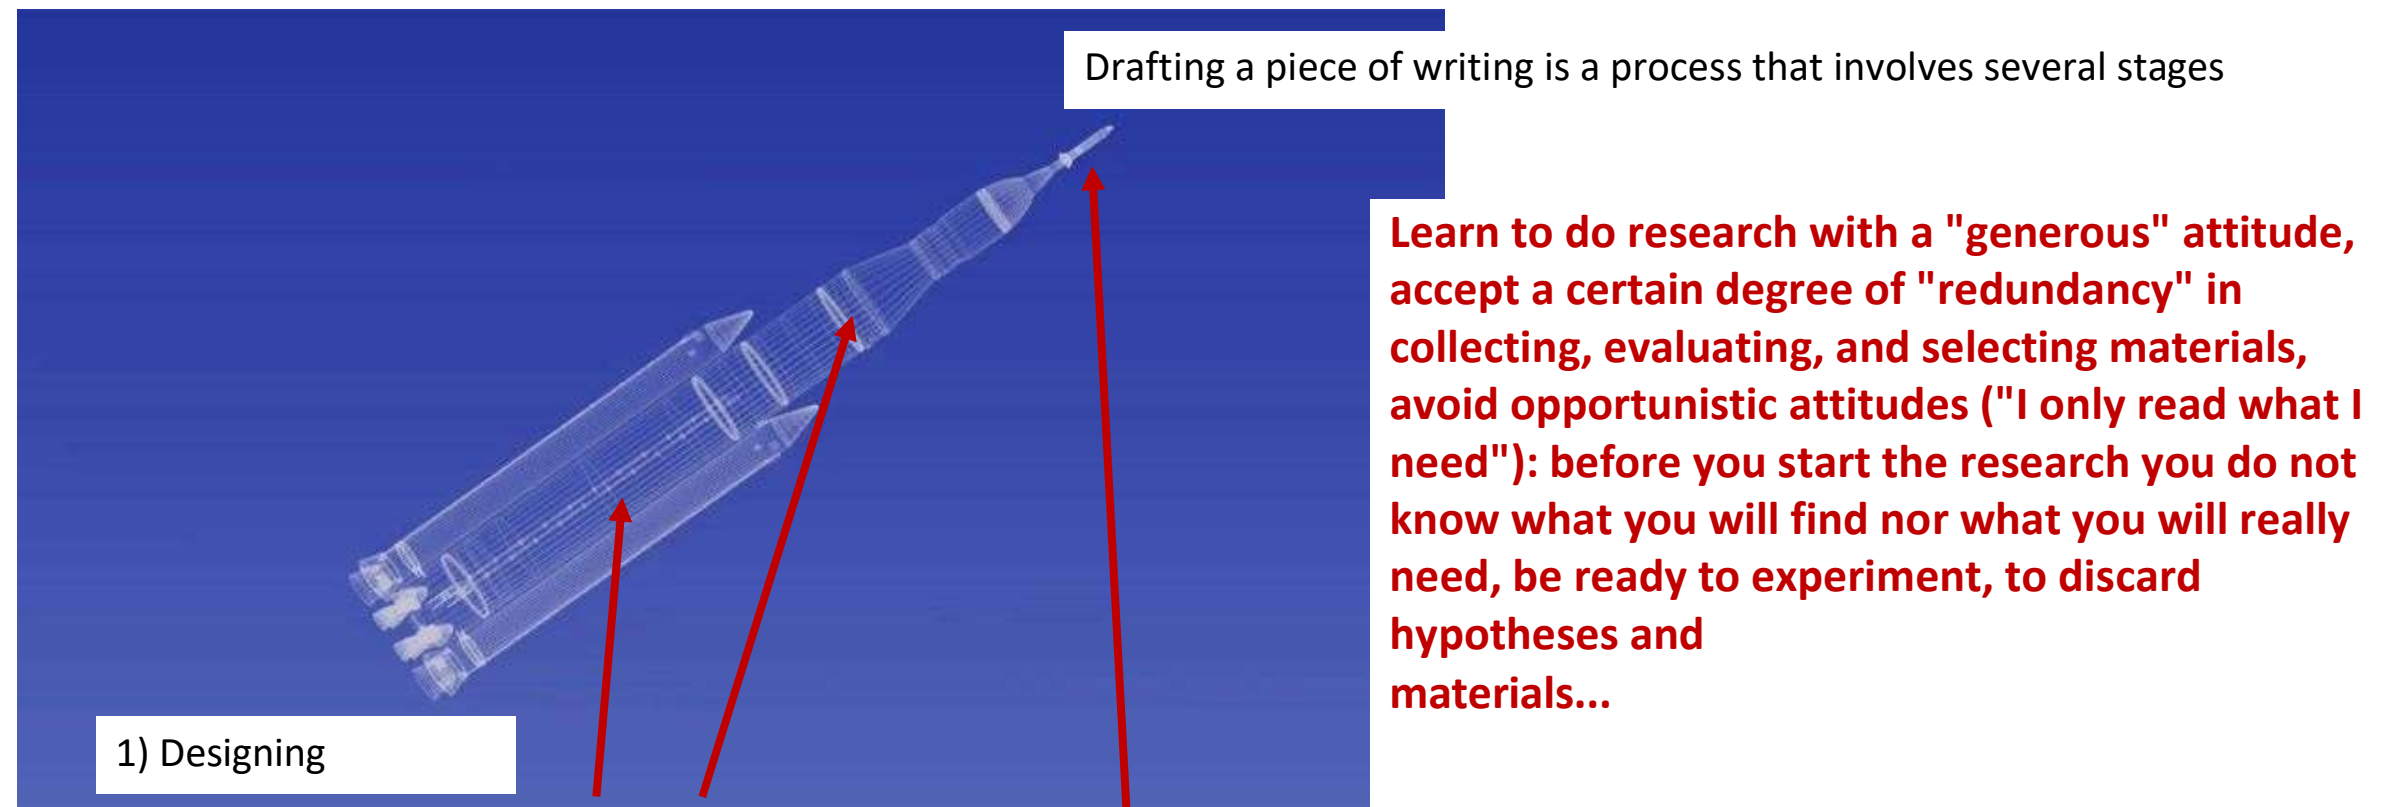 Drafting a piece of writing is a process that involves several stages
Learn to do research with a "generous" attitude,
accept a certain degree of "redundancy" in
collecting, evaluating, and selecting materials,
avoid opportunistic attitudes ("I only read what I
need"): before you start the research you do not
know what you will find nor what you will really
need, be ready to experiment, to discard
hypotheses and
materials...
1) Designing